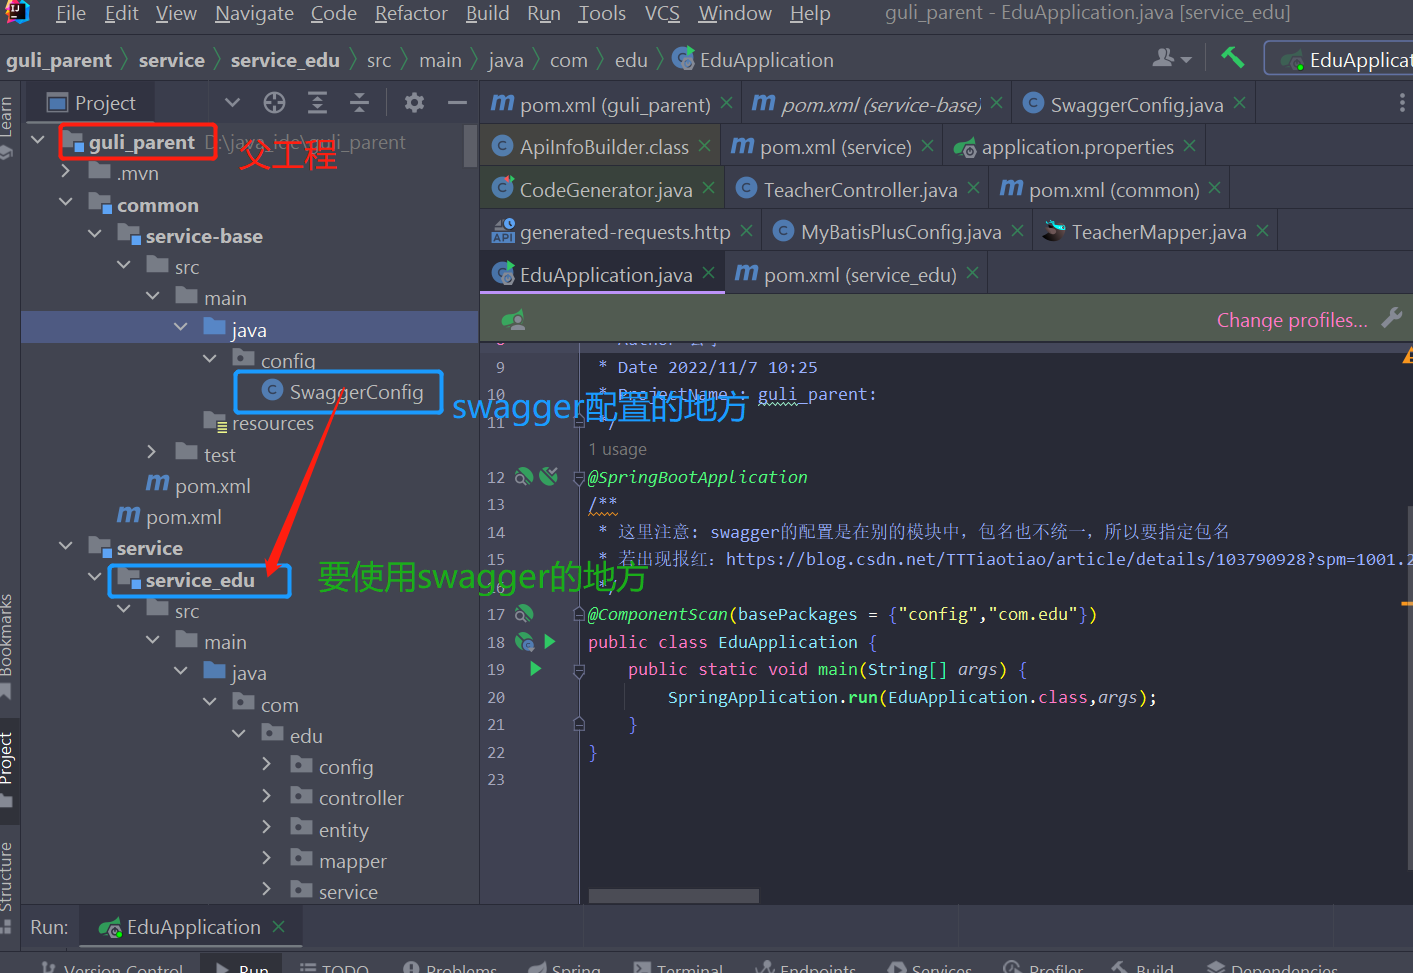 File Edit View Navigate Code Refactor Build Run Tools VCS Window Help guli_parent - EduApplication.java [service_edu]
guli_parent service service_edu src main java com edu EduApplication
Project
pom.xml (guli_parent) pom.xml (service-base) SwaggerConfig.java
ApiInfoBuilder.class pom.xml (service) application.properties
CodeGenerator.java TeacherController.java pom.xml (common)
generated-requests.http MyBatisPlusConfig.java TeacherMapper.java
EduApplication.java pom.xml (service_edu)
Change profiles...
Learn
Bookmarks
Project
Structure
guli_parent D:\java_ide\guli_parent
父工程
.mvn
common
service-base
src
main
java
config
SwaggerConfig
swagger配置的地方
resources
test
pom.xml
pom.xml
service
service_edu
要使用swagger的地方
src
main
java
com
edu
config
controller
entity
mapper
service
9 * Date 2022/11/7 10:25
10 * ProjectName : guli_parent:
11 */
1 usage
12 @SpringBootApplication
13 /**
14 * 这里注意: swagger的配置是在别的模块中, 包名也不统一, 所以要指定包名
15 * 若出现报红: https://blog.csdn.net/TTTiaotiao/article/details/103790928?spm=1001.2
16 */
17 @ComponentScan(basePackages = {"config","com.edu"})
18 public class EduApplication {
19 public static void main(String[] args) {
20 SpringApplication.run(EduApplication.class,args);
21 }
22 }
23
Run: EduApplication
Version Control Run TODO Problems Spring Terminal Endpoints Services Profiler Build Dependencies